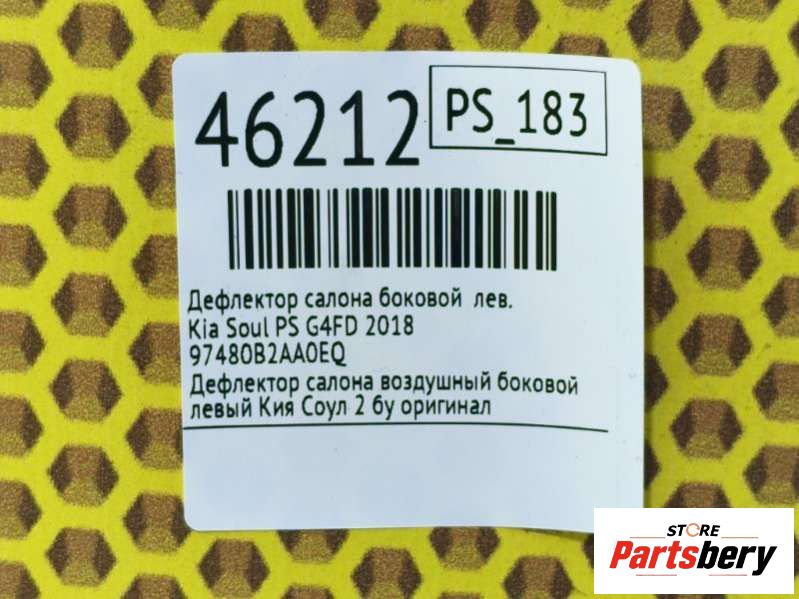 46212
PS_183
Дефлектор салона боковой лев.
Kia Soul PS G4FD 2018
97480B2AA0EQ
Дефлектор салона воздушный боковой
левый Кия Соул 2 бу оригинал
STORE
Partsbery